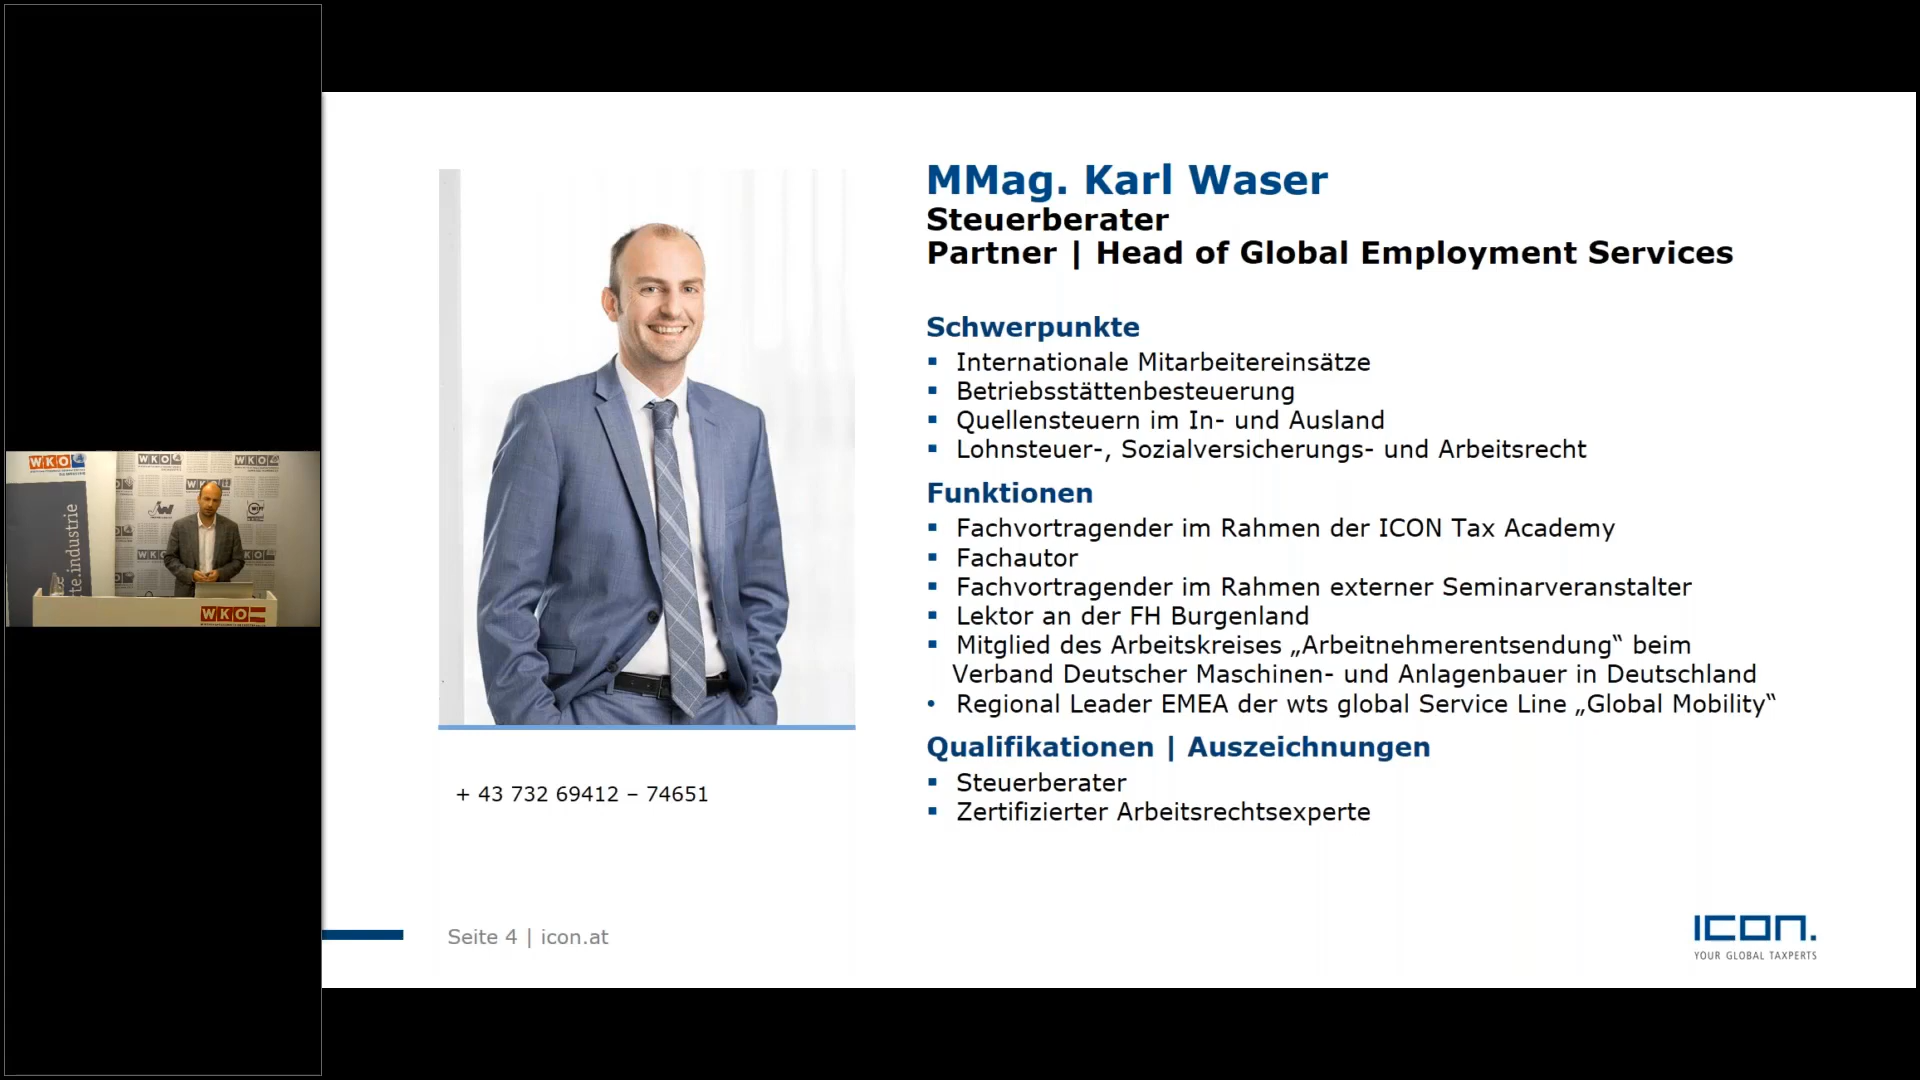 MMag. Karl Waser
Steuerberater
Partner | Head of Global Employment Services
Schwerpunkte
Internationale Mitarbeitereinsätze
Betriebsstättenbesteuerung
Quellensteuern im In- und Ausland
Lohnsteuer-, Sozialversicherungs- und Arbeitsrecht
Funktionen
Fachvortragender im Rahmen der ICON Tax Academy
Fachautor
Fachvortragender im Rahmen externer Seminarveranstalter
Lektor an der FH Burgenland
Mitglied des Arbeitskreises „Arbeitnehmerentsendung“ beim
Verband Deutscher Maschinen- und Anlagenbauer in Deutschland
• Regional Leader EMEA der wts global Service Line „Global Mobility“
Qualifikationen | Auszeichnungen
Steuerberater
Zertifizierter Arbeitsrechtsexperte
+ 43 732 69412 – 74651
Seite 4 | icon.at
ICON.
YOUR GLOBAL TAXPERTS
WKO
WKO
WKO
WKO
WKO
WKO
te.industrie
WKO